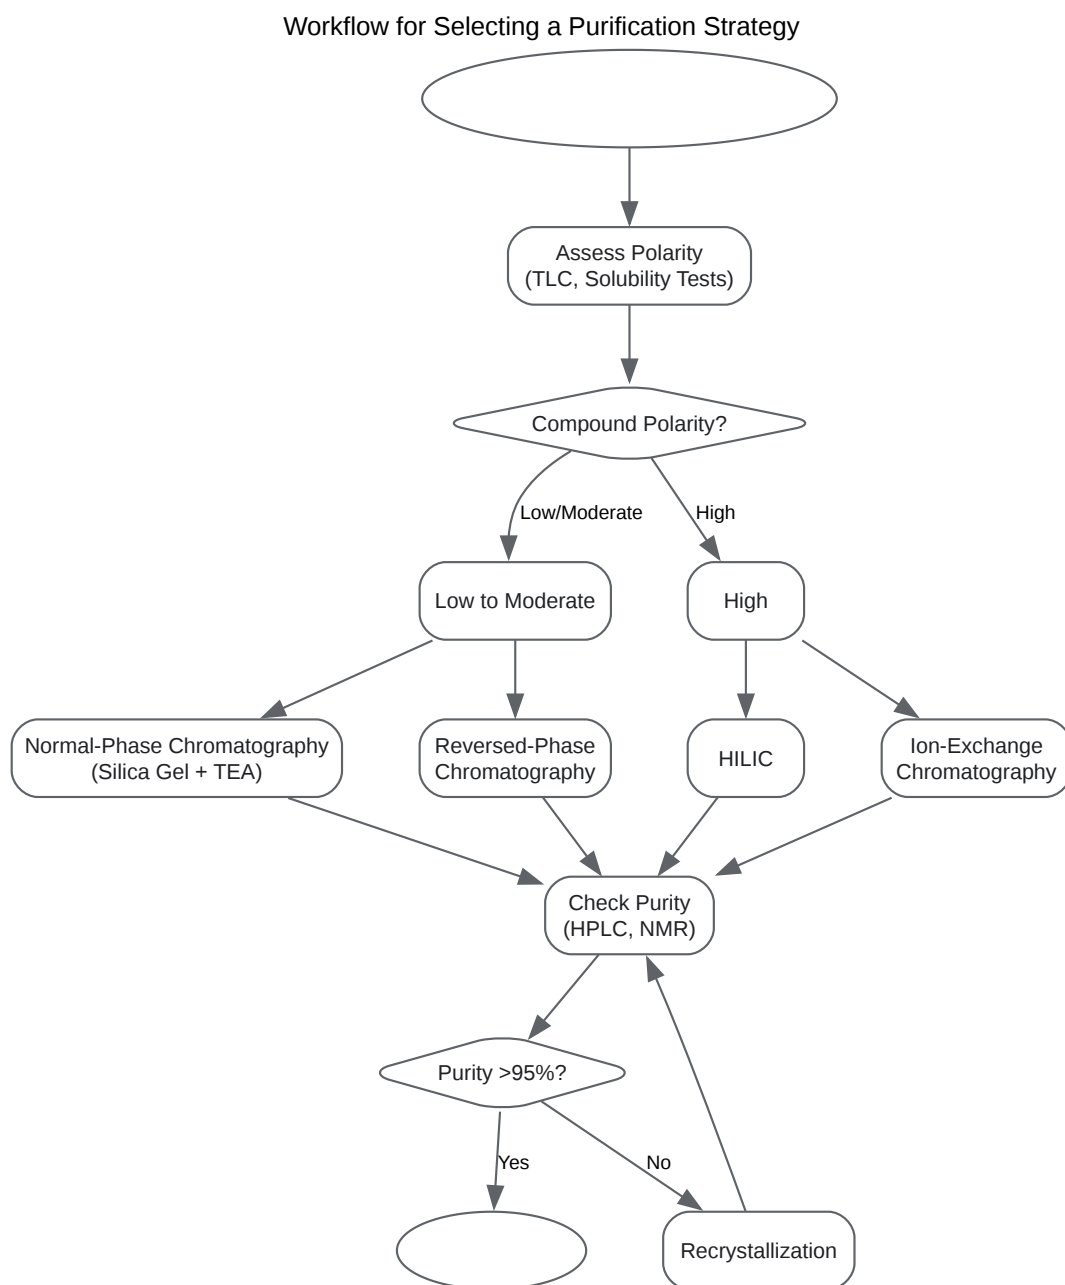 Workflow for Selecting a Purification Strategy
Assess Polarity
(TLC, Solubility Tests)
Compound Polarity?
Low/Moderate
High
Low to Moderate
High
Normal-Phase Chromatography
(Silica Gel + TEA)
Reversed-Phase
Chromatography
HILIC
Ion-Exchange
Chromatography
Check Purity
(HPLC, NMR)
Purity >95%?
Yes
No
Recrystallization